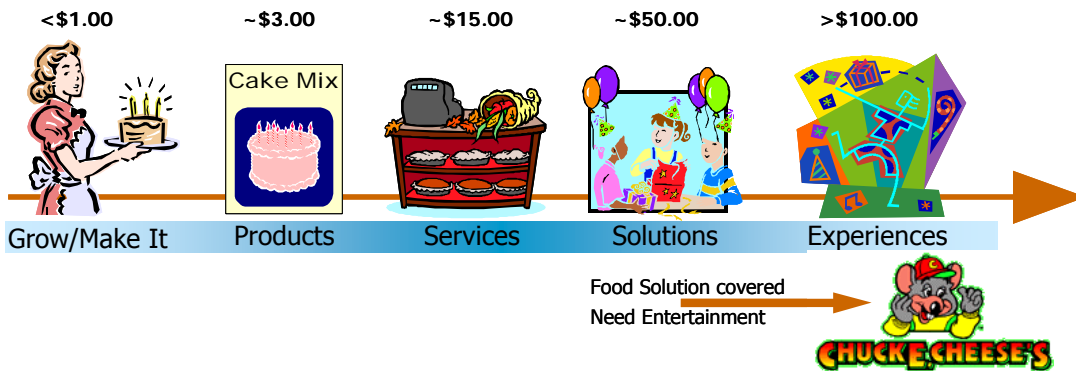 <$1.00 ~$3.00 ~$15.00 ~$50.00 >$100.00
Cake Mix
Grow/Make It Products Services Solutions Experiences
Food Solution covered
Need Entertainment
CHUCK E. CHEESE'S